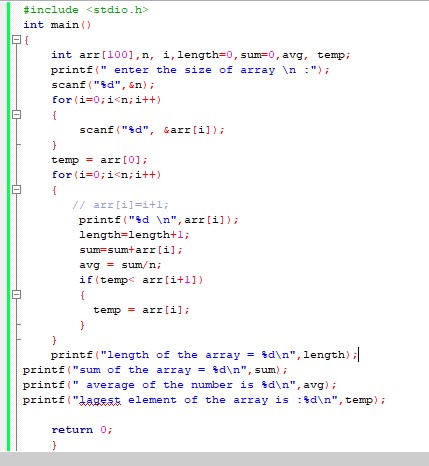 #include <stdio.h>
int main()
{
int arr[100],n, i,length=0,sum=0,avg, temp;
printf(" enter the size of array \n :");
scanf("%d",&n);
for(i=0;i<n;i++)
{
scanf("%d", &arr[i]);
}
temp = arr[0];
for(i=0;i<n;i++)
{
// arr[i]=i+1;
printf("%d \n",arr[i]);
length=length+1;
sum=sum+arr[i];
avg = sum/n;
if(temp< arr[i+1])
{
temp = arr[i];
}
}
printf("length of the array = %d\n",length);
printf("sum of the array = %d\n",sum);
printf(" average of the number is %d\n",avg);
printf("lagest element of the array is :%d\n",temp);
return 0;
}